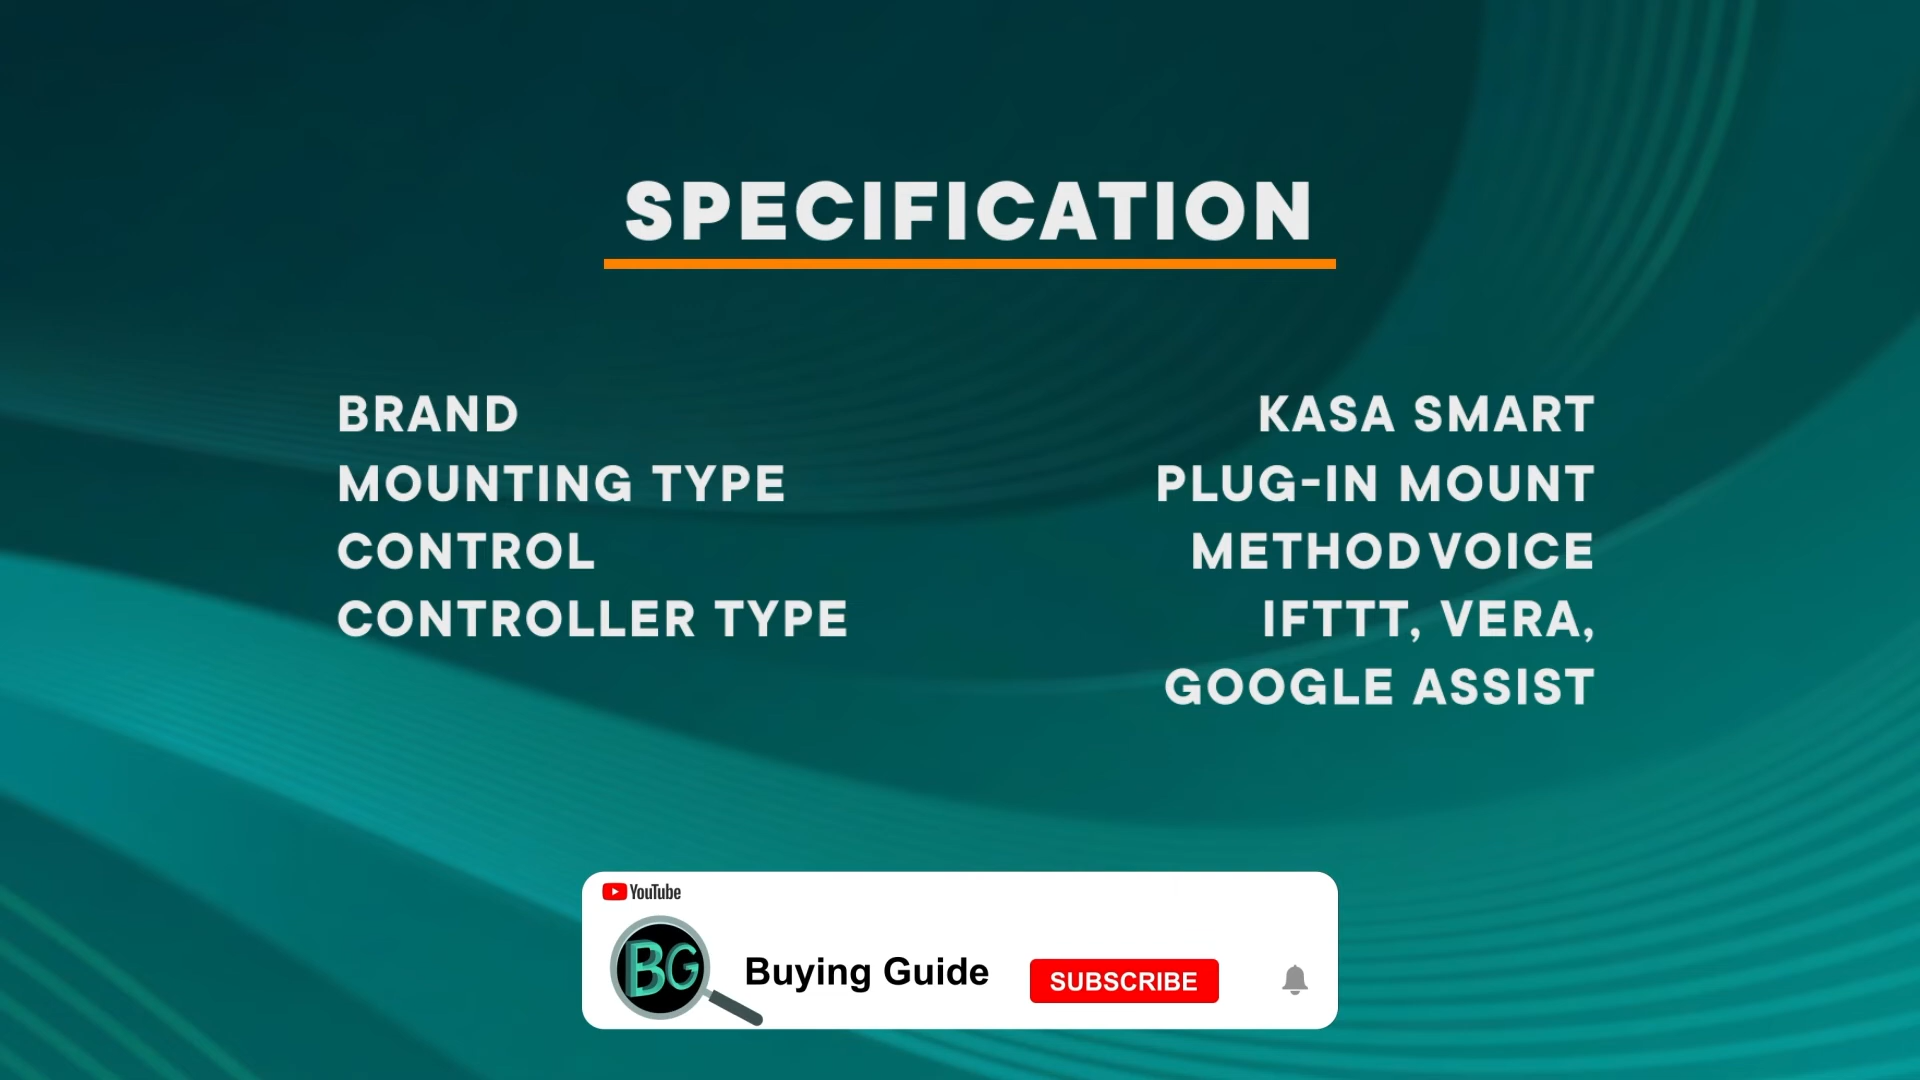 SPECIFICATION
BRAND KASA SMART
MOUNTING TYPE PLUG-IN MOUNT
CONTROL METHODVOICE
CONTROLLER TYPE IFTTT, VERA,
GOOGLE ASSIST
YouTube
BG
Buying Guide
SUBSCRIBE